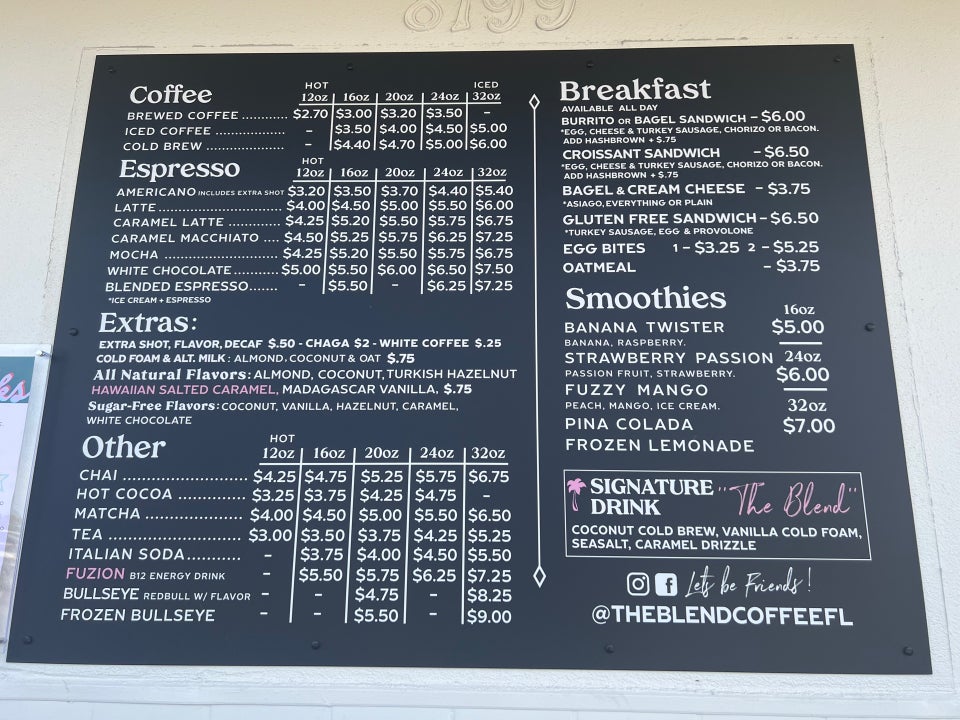 8199
Coffee HOT 12oz 16oz 20oz 24oz ICED 32oz
BREWED COFFEE ............ $2.70 $3.00 $3.20 $3.50 -
ICED COFFEE .................. - $3.50 $4.00 $4.50 $5.00
COLD BREW .................... - $4.40 $4.70 $5.00 $6.00
Espresso HOT 12oz 16oz 20oz 24oz 32oz
AMERICANO INCLUDES EXTRA SHOT $3.20 $3.50 $3.70 $4.40 $5.40
LATTE............................. $4.00 $4.50 $5.00 $5.50 $6.00
CARAMEL LATTE ............. $4.25 $5.20 $5.50 $5.75 $6.75
CARAMEL MACCHIATO .... $4.50 $5.25 $5.75 $6.25 $7.25
MOCHA ............................ $4.25 $5.20 $5.50 $5.75 $6.75
WHITE CHOCOLATE........... $5.00 $5.50 $6.00 $6.50 $7.50
BLENDED ESPRESSO....... - $5.50 - $6.25 $7.25
*ICE CREAM + ESPRESSO
Extras:
EXTRA SHOT, FLAVOR, DECAF $.50 - CHAGA $2 - WHITE COFFEE $.25
COLD FOAM & ALT. MILK: ALMOND, COCONUT & OAT $.75
All Natural Flavors: ALMOND, COCONUT, TURKISH HAZELNUT
HAWAIIAN SALTED CARAMEL, MADAGASCAR VANILLA, $.75
Sugar-Free Flavors: COCONUT, VANILLA, HAZELNUT, CARAMEL,
WHITE CHOCOLATE
Other HOT 12oz 16oz 20oz 24oz 32oz
CHAI .......................... $4.25 $4.75 $5.25 $5.75 $6.75
HOT COCOA .............. $3.25 $3.75 $4.25 $4.75 -
MATCHA .................... $4.00 $4.50 $5.00 $5.50 $6.50
TEA ............................ $3.00 $3.50 $3.75 $4.25 $5.25
ITALIAN SODA........... - $3.75 $4.00 $4.50 $5.50
FUZION B12 ENERGY DRINK - $5.50 $5.75 $6.25 $7.25
BULLSEYE REDBULL W/ FLAVOR - - $4.75 - $8.25
FROZEN BULLSEYE - - $5.50 - $9.00
Breakfast
AVAILABLE ALL DAY
BURRITO OR BAGEL SANDWICH - $6.00
*EGG, CHEESE & TURKEY SAUSAGE, CHORIZO OR BACON.
ADD HASHBROWN + $.75
CROISSANT SANDWICH - $6.50
*EGG, CHEESE & TURKEY SAUSAGE, CHORIZO OR BACON.
ADD HASHBROWN + $.75
BAGEL & CREAM CHEESE - $3.75
*ASIAGO, EVERYTHING OR PLAIN
GLUTEN FREE SANDWICH - $6.50
*TURKEY SAUSAGE, EGG & PROVOLONE
EGG BITES 1 - $3.25 2 - $5.25
OATMEAL - $3.75
Smoothies
16oz
BANANA TWISTER $5.00
BANANA, RASPBERRY.
STRAWBERRY PASSION 24oz
PASSION FRUIT, STRAWBERRY. $6.00
FUZZY MANGO
PEACH, MANGO, ICE CREAM. 32oz
PINA COLADA $7.00
FROZEN LEMONADE
SIGNATURE DRINK "The Blend"
COCONUT COLD BREW, VANILLA COLD FOAM,
SEASALT, CARAMEL DRIZZLE
Lets be Friends!
@THEBLENDCOFFEEFL
ks